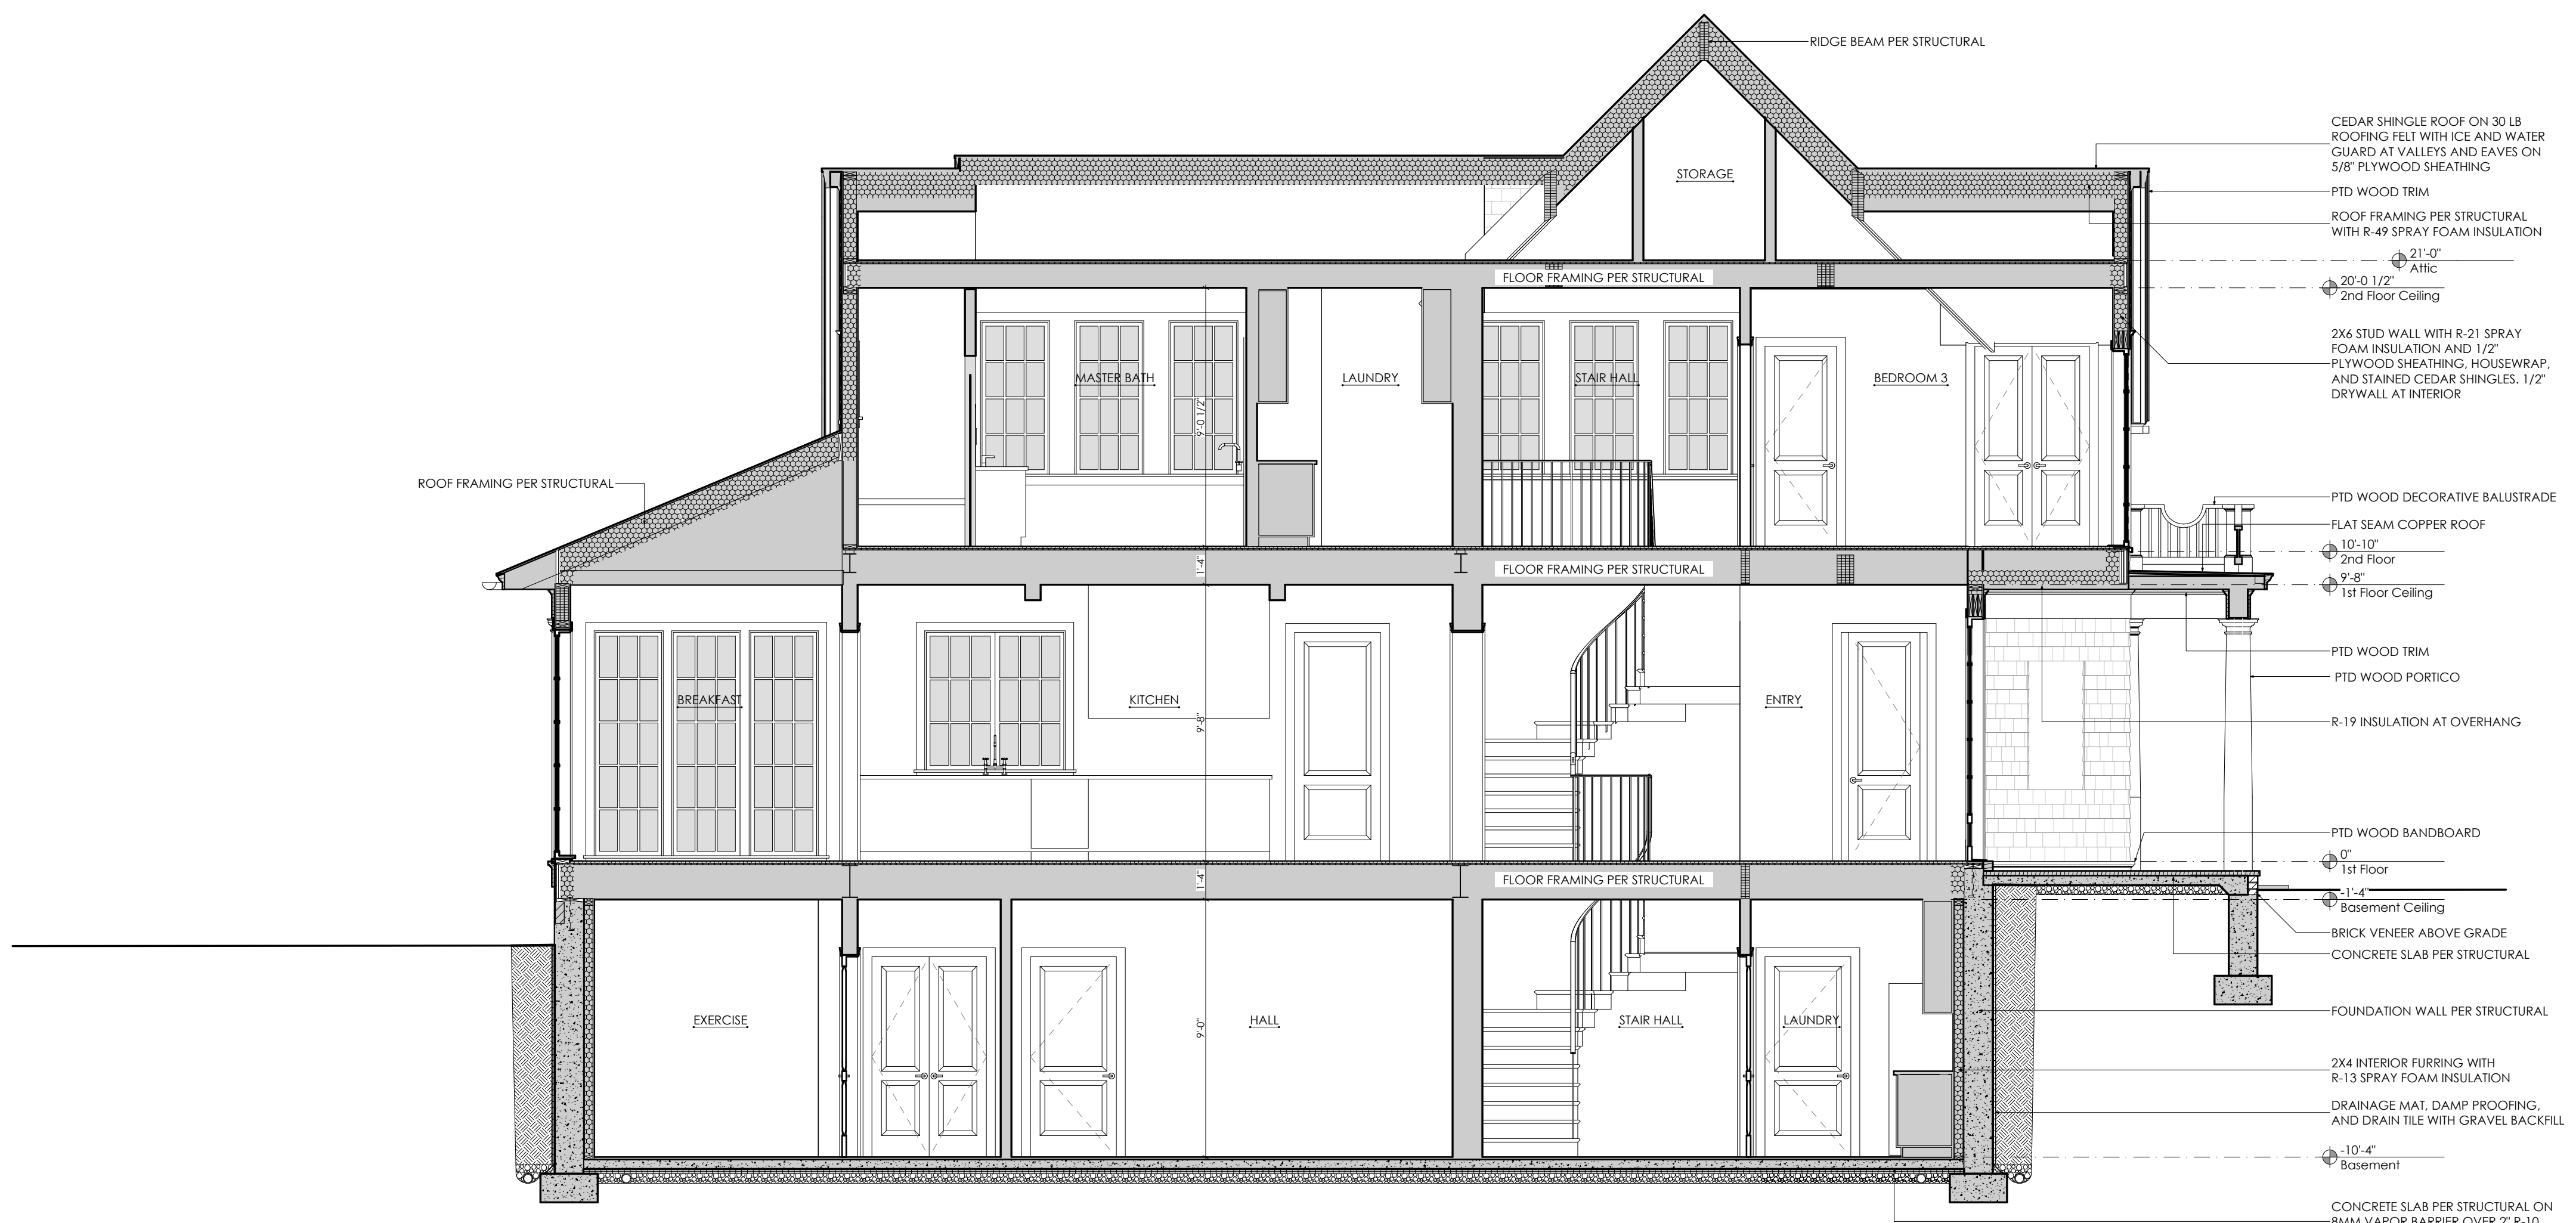 RIDGE BEAM PER STRUCTURAL
CEDAR SHINGLE ROOF ON 30 LB
ROOFING FELT WITH ICE AND WATER
GUARD AT VALLEYS AND EAVES ON
5/8" PLYWOOD SHEATHING
STORAGE
PTD WOOD TRIM
ROOF FRAMING PER STRUCTURAL
WITH R-49 SPRAY FOAM INSULATION
21'-0"
Attic
FLOOR FRAMING PER STRUCTURAL
20'-0 1/2"
2nd Floor Ceiling
2X6 STUD WALL WITH R-21 SPRAY
FOAM INSULATION AND 1/2"
PLYWOOD SHEATHING, HOUSEWRAP,
AND STAINED CEDAR SHINGLES. 1/2"
DRYWALL AT INTERIOR
MASTER BATH
9'-0 1/2"
LAUNDRY
STAIR HALL
BEDROOM 3
ROOF FRAMING PER STRUCTURAL
PTD WOOD DECORATIVE BALUSTRADE
FLAT SEAM COPPER ROOF
10'-10"
2nd Floor
1'-4"
FLOOR FRAMING PER STRUCTURAL
9'-8"
1st Floor Ceiling
PTD WOOD TRIM
PTD WOOD PORTICO
BREAKFAST
KITCHEN
9'-8"
ENTRY
R-19 INSULATION AT OVERHANG
PTD WOOD BANDBOARD
0"
1st Floor
1'-4"
FLOOR FRAMING PER STRUCTURAL
-1'-4"
Basement Ceiling
BRICK VENEER ABOVE GRADE
CONCRETE SLAB PER STRUCTURAL
FOUNDATION WALL PER STRUCTURAL
EXERCISE
HALL
9'-0"
STAIR HALL
LAUNDRY
2X4 INTERIOR FURRING WITH
R-13 SPRAY FOAM INSULATION
DRAINAGE MAT, DAMP PROOFING,
AND DRAIN TILE WITH GRAVEL BACKFILL
-10'-4"
Basement
CONCRETE SLAB PER STRUCTURAL ON
8MM VAPOR BARRIER OVER 2" R-10